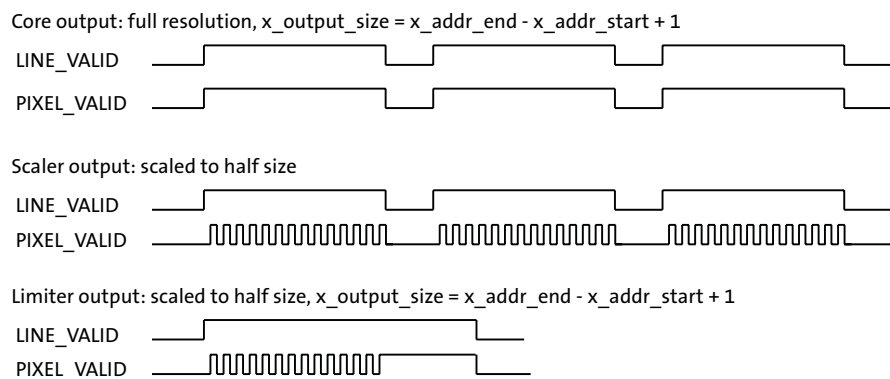 Core output: full resolution, x_output_size = x_addr_end - x_addr_start + 1
LINE_VALID
PIXEL_VALID
Scaler output: scaled to half size
LINE_VALID
PIXEL_VALID
Limiter output: scaled to half size, x_output_size = x_addr_end - x_addr_start + 1
LINE_VALID
PIXEL_VALID